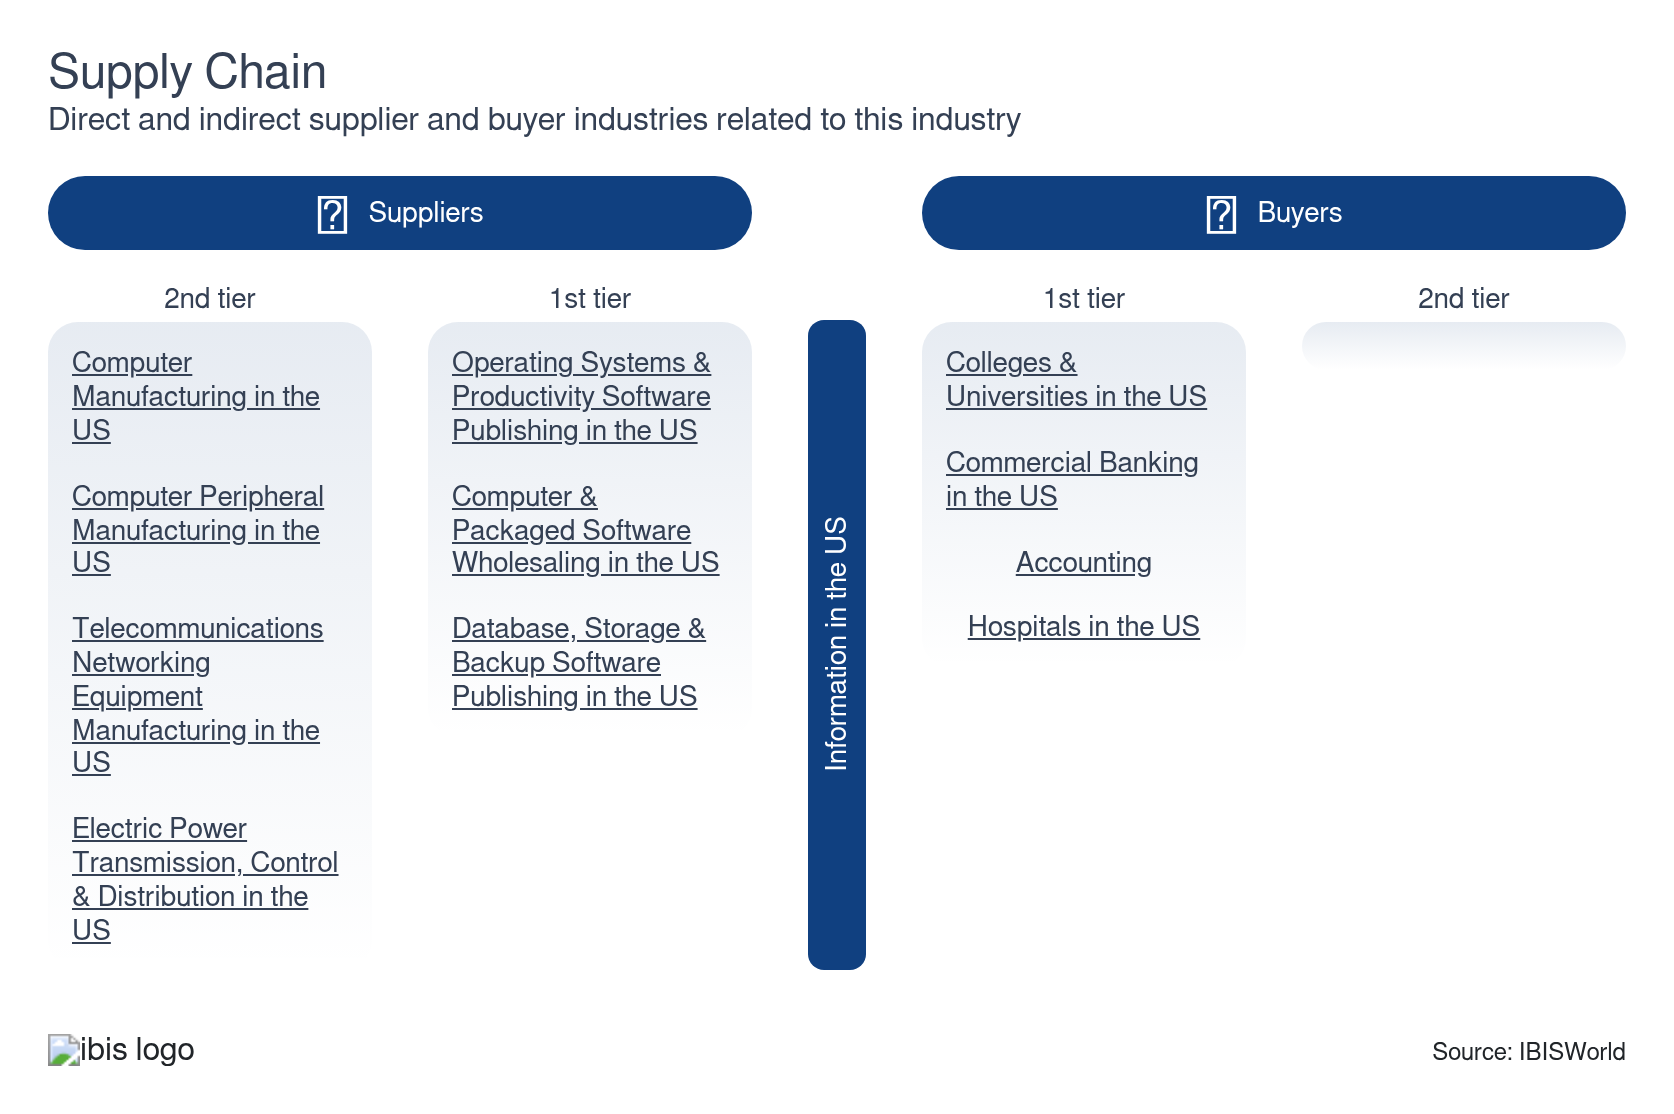 Supply Chain
Direct and indirect supplier and buyer industries related to this industry
Suppliers
2nd tier
Computer
Manufacturing in the
US
Computer Peripheral
Manufacturing in the
US
Telecommunications
Networking
Equipment
Manufacturing in the
US
Electric Power
Transmission, Control
& Distribution in the
US
1st tier
Operating Systems &
Productivity Software
Publishing in the US
Computer &
Packaged Software
Wholesaling in the US
Database, Storage &
Backup Software
Publishing in the US
Information in the US
Buyers
1st tier
Colleges &
Universities in the US
Commercial Banking
in the US
Accounting
Hospitals in the US
2nd tier
ibis logo
Source: IBISWorld